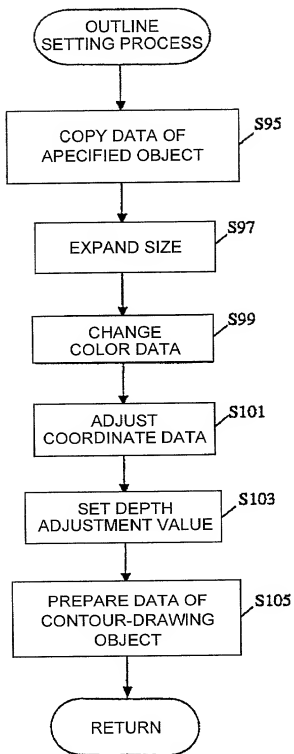 OUTLINE
SETTING PROCESS
S95
COPY DATA OF
APECIFIED OBJECT
S97
EXPAND SIZE
S99
CHANGE
COLOR DATA
S101
ADJUST
COORDINATE DATA
S103
SET DEPTH
ADJUSTMENT VALUE
S105
PREPARE DATA OF
CONTOUR-DRAWING
OBJECT
RETURN